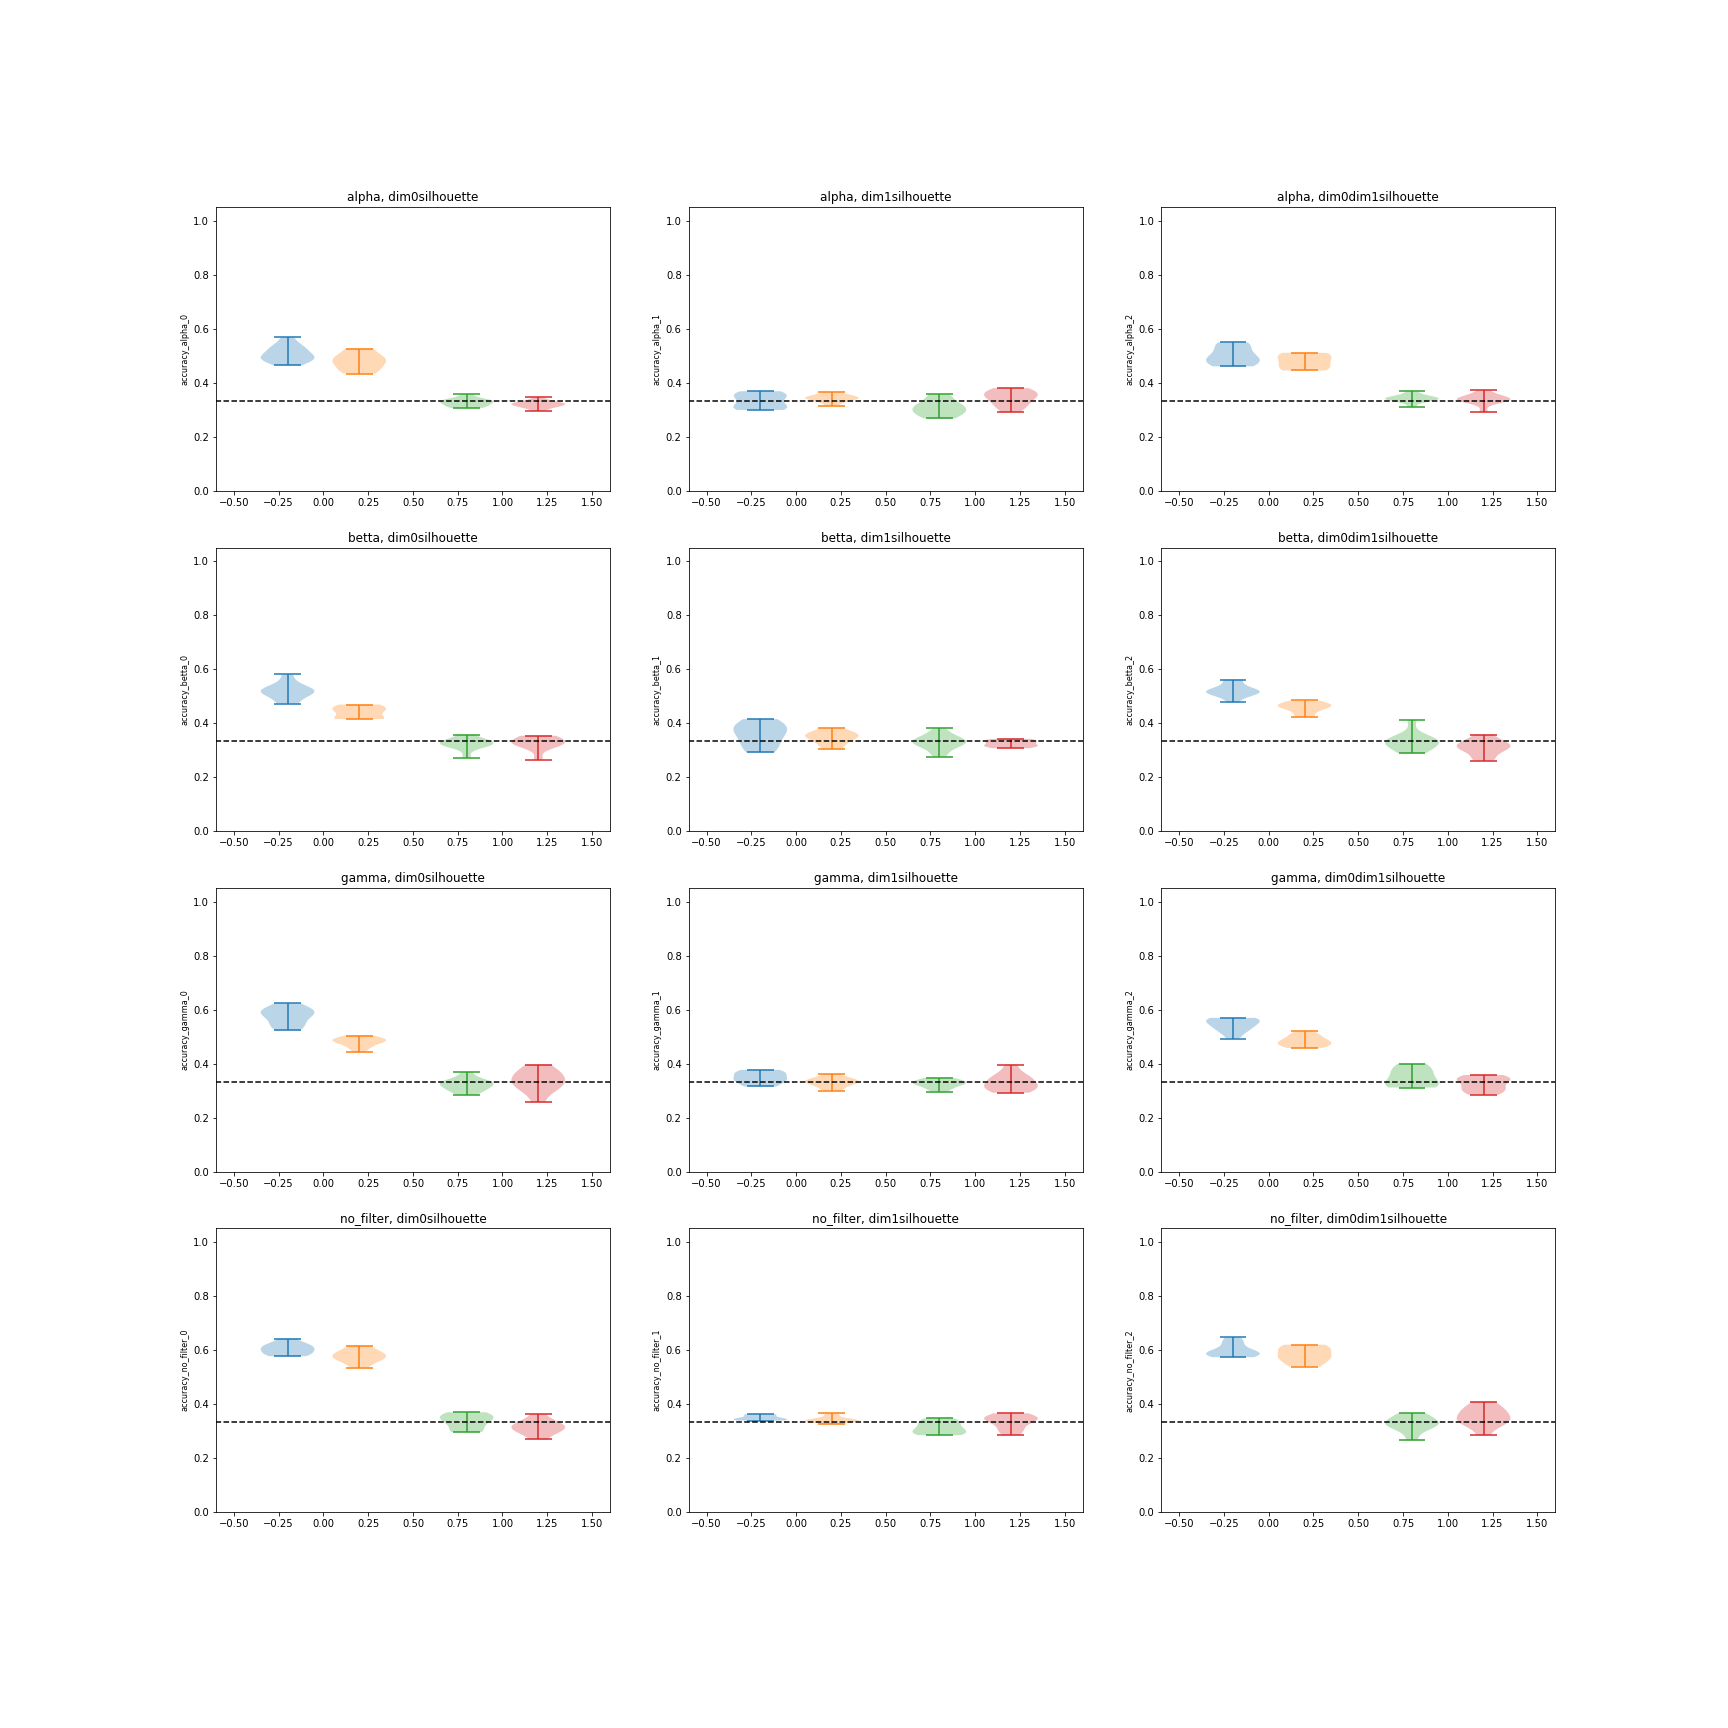 alpha, dim0silhouette
alpha, dim1silhouette
alpha, dim0dim1silhouette
accuracy_alpha_0
1.0
0.8
0.6
0.4
0.2
0.0
−0.50 −0.25 0.00 0.25 0.50 0.75 1.00 1.25 1.50
accuracy_alpha_1
1.0
0.8
0.6
0.4
0.2
0.0
−0.50 −0.25 0.00 0.25 0.50 0.75 1.00 1.25 1.50
accuracy_alpha_2
1.0
0.8
0.6
0.4
0.2
0.0
−0.50 −0.25 0.00 0.25 0.50 0.75 1.00 1.25 1.50
betta, dim0silhouette
betta, dim1silhouette
betta, dim0dim1silhouette
accuracy_betta_0
1.0
0.8
0.6
0.4
0.2
0.0
−0.50 −0.25 0.00 0.25 0.50 0.75 1.00 1.25 1.50
accuracy_betta_1
1.0
0.8
0.6
0.4
0.2
0.0
−0.50 −0.25 0.00 0.25 0.50 0.75 1.00 1.25 1.50
accuracy_betta_2
1.0
0.8
0.6
0.4
0.2
0.0
−0.50 −0.25 0.00 0.25 0.50 0.75 1.00 1.25 1.50
gamma, dim0silhouette
gamma, dim1silhouette
gamma, dim0dim1silhouette
accuracy_gamma_0
1.0
0.8
0.6
0.4
0.2
0.0
−0.50 −0.25 0.00 0.25 0.50 0.75 1.00 1.25 1.50
accuracy_gamma_1
1.0
0.8
0.6
0.4
0.2
0.0
−0.50 −0.25 0.00 0.25 0.50 0.75 1.00 1.25 1.50
accuracy_gamma_2
1.0
0.8
0.6
0.4
0.2
0.0
−0.50 −0.25 0.00 0.25 0.50 0.75 1.00 1.25 1.50
no_filter, dim0silhouette
no_filter, dim1silhouette
no_filter, dim0dim1silhouette
accuracy_no_filter_0
1.0
0.8
0.6
0.4
0.2
0.0
−0.50 −0.25 0.00 0.25 0.50 0.75 1.00 1.25 1.50
accuracy_no_filter_1
1.0
0.8
0.6
0.4
0.2
0.0
−0.50 −0.25 0.00 0.25 0.50 0.75 1.00 1.25 1.50
accuracy_no_filter_2
1.0
0.8
0.6
0.4
0.2
0.0
−0.50 −0.25 0.00 0.25 0.50 0.75 1.00 1.25 1.50